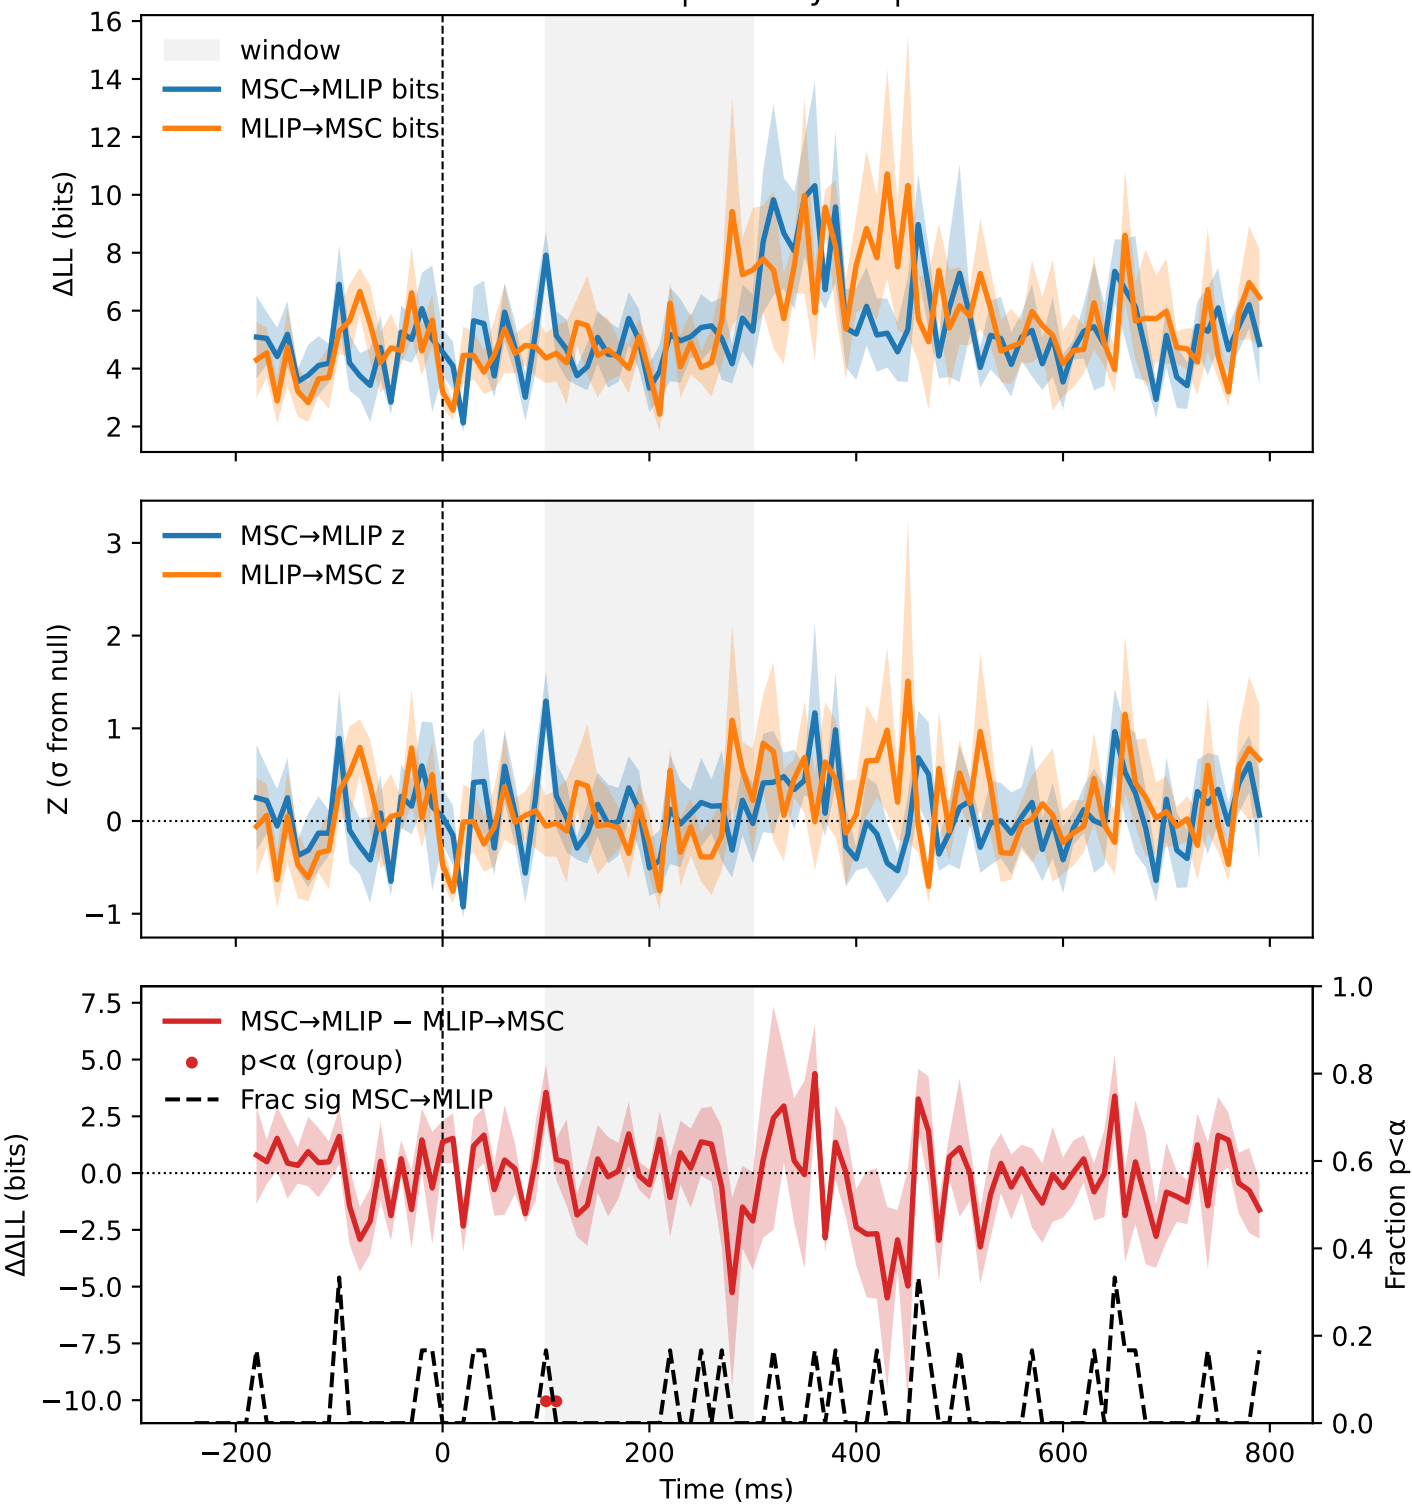 16
14
12
10
8
6
4
2
ΔLL (bits)
window
MSC→MLIP bits
MLIP→MSC bits
3
2
1
0
−1
Z (σ from null)
MSC→MLIP z
MLIP→MSC z
7.5
5.0
2.5
0.0
−2.5
−5.0
−7.5
−10.0
ΔΔLL (bits)
MSC→MLIP − MLIP→MSC
p<α (group)
Frac sig MSC→MLIP
1.0
0.8
0.6
0.4
0.2
0.0
Fraction p<α
−200 0 200 400 600 800
Time (ms)